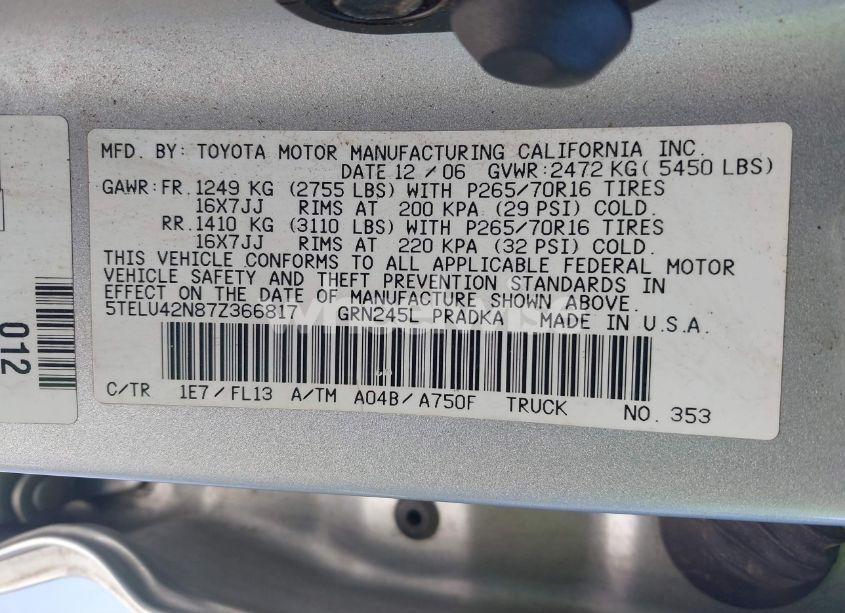 MFD. BY: TOYOTA MOTOR MANUFACTURING CALIFORNIA INC.
DATE 12 / 06 GVWR: 2472 KG ( 5450 LBS)
GAWR: FR. 1249 KG (2755 LBS) WITH P265/70R16 TIRES
16X7JJ RIMS AT 200 KPA (29 PSI) COLD.
RR. 1410 KG (3110 LBS) WITH P265/70R16 TIRES
16X7JJ RIMS AT 220 KPA (32 PSI) COLD.
THIS VEHICLE CONFORMS TO ALL APPLICABLE FEDERAL MOTOR
VEHICLE SAFETY AND THEFT PREVENTION STANDARDS IN
EFFECT ON THE DATE OF MANUFACTURE SHOWN ABOVE.
5TELU42N87Z366817 GRN245L PRADKA MADE IN U.S.A.
C/TR 1E7 / FL13 A/TM A04B / A750F TRUCK NO. 353
012